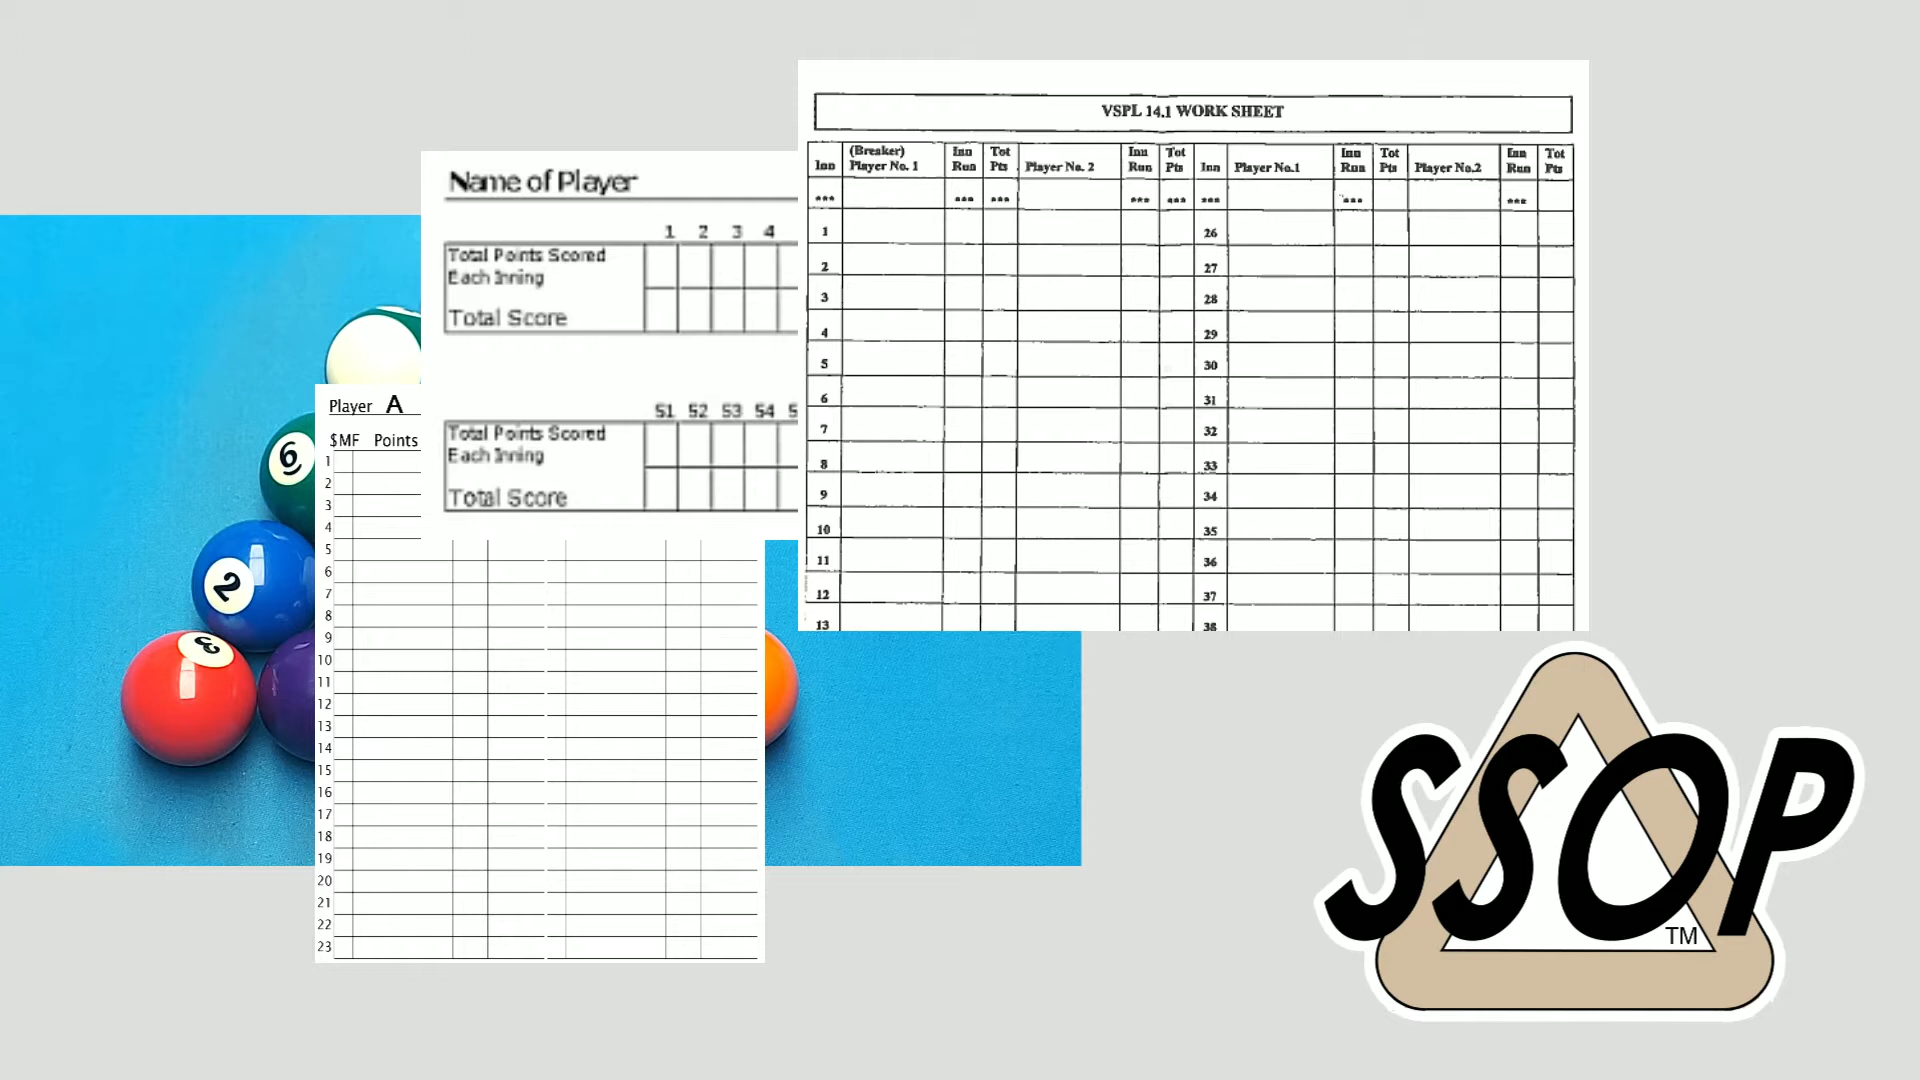 VSPL 14.1 WORK SHEET
Inn (Breaker) Player No. 1 Inn Run Tot Pts Player No. 2 Inn Run Tot Pts Inn Player No.1 Inn Run Tot Pts Player No.2 Inn Run Tot Pts
*** *** *** *** *** *** *** ***
1 26
2 27
3 28
4 29
5 30
6 31
7 32
8 33
9 34
10 35
11 36
12 37
13 38
Name of Player
1 2 3 4
Total Points Scored
Each Inning
Total Score
51 52 53 54 5
Total Points Scored
Each Inning
Total Score
Player A
$MF Points
1
2
3
4
5
6
7
8
9
10
11
12
13
14
15
16
17
18
19
20
21
22
23
6
2
3
SSOP
TM